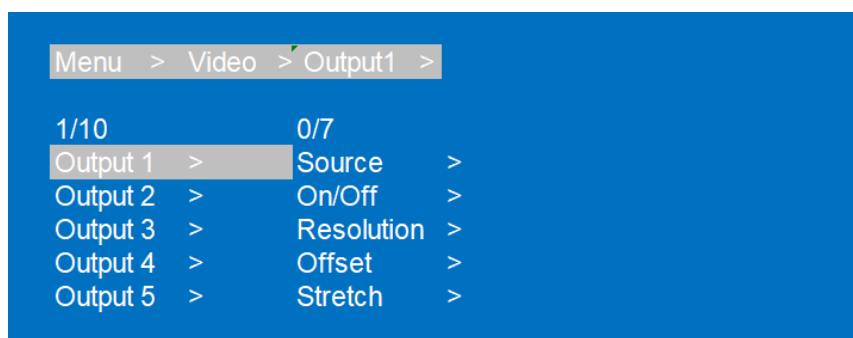 Menu > Video > Output1 >
1/10 0/7
Output 1 > Source >
Output 2 > On/Off >
Output 3 > Resolution >
Output 4 > Offset >
Output 5 > Stretch >